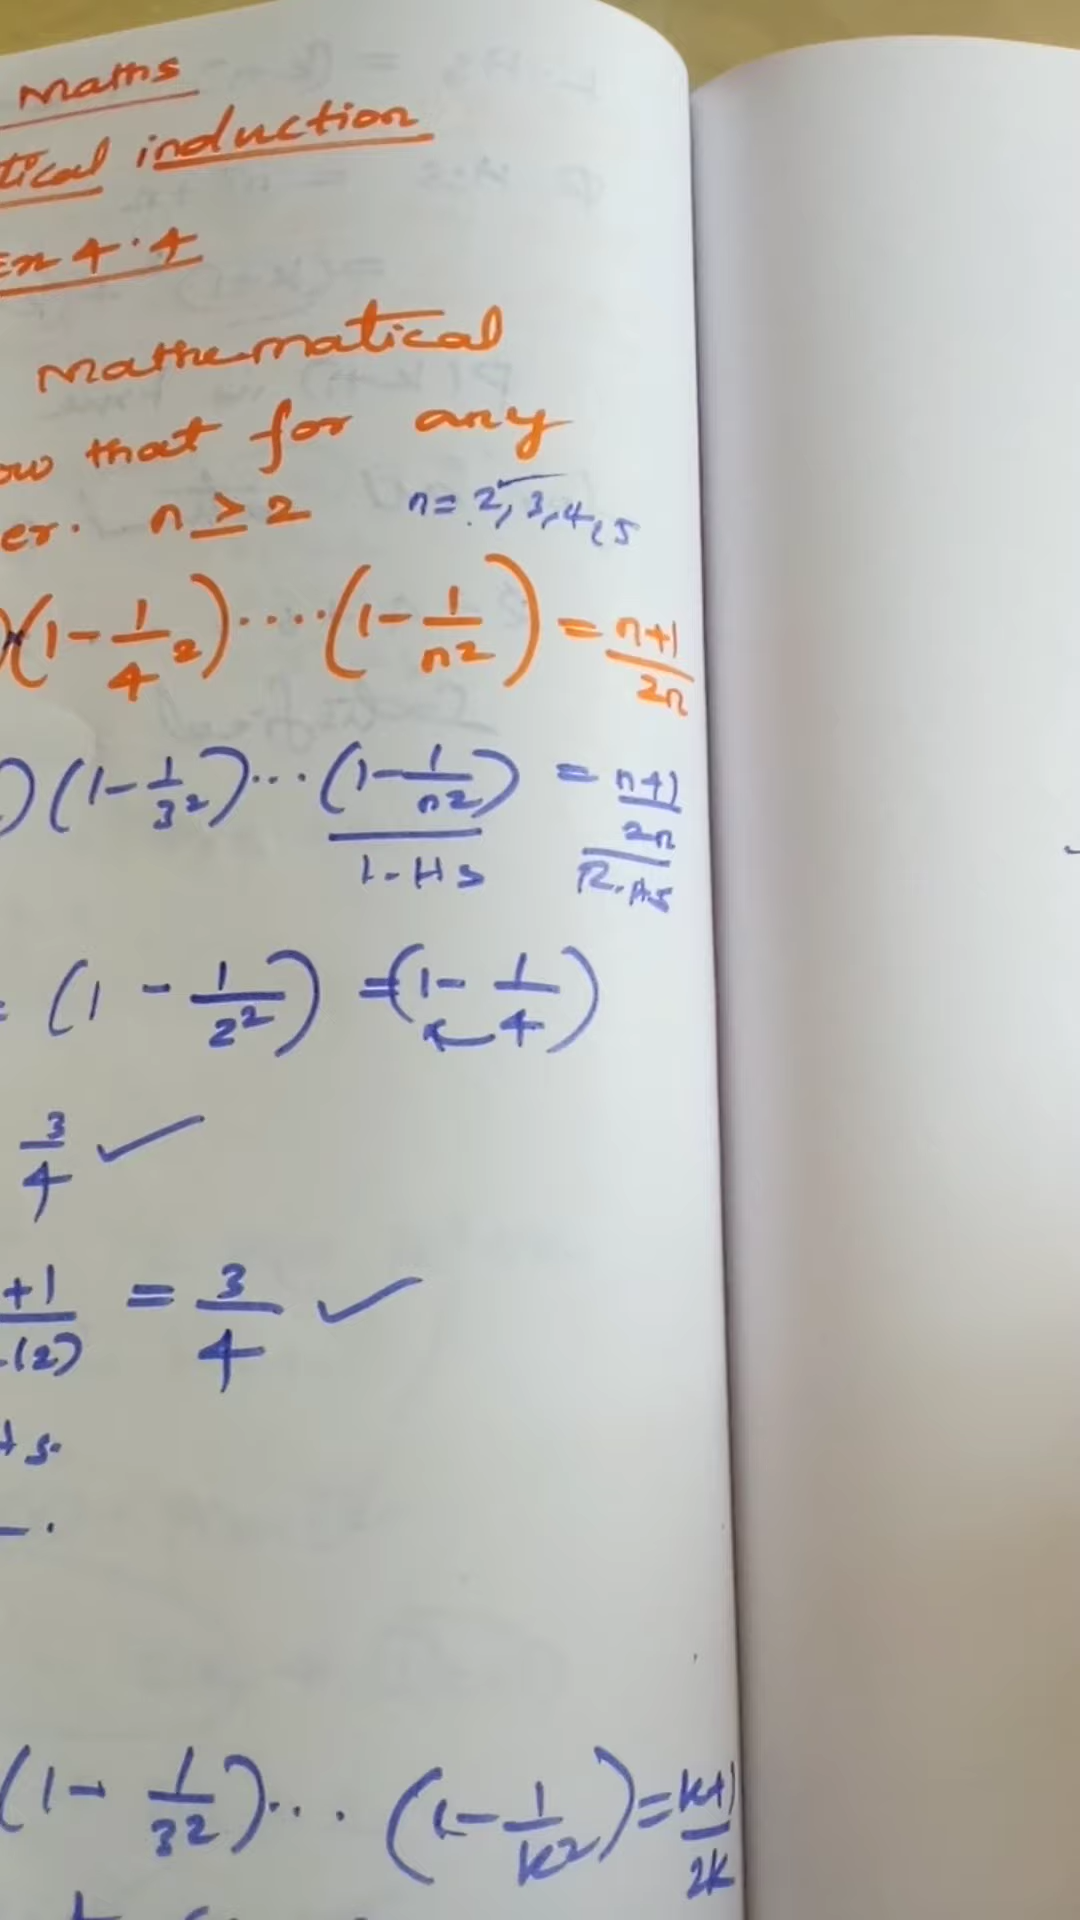 Maths
tical induction
Ex 4.4
Mathematical
ow that for any
er. n ≥ 2 n = 2, 3, 4, 5
)(1 - 1/4²) .... (1 - 1/n²) = n+1/2n
)(1 - 1/3²) ... (1 - 1/n²) = n+1/2n
L.H.S R.H.S
= (1 - 1/2²) = (1 - 1/4)
3/4 ✓
+1/(2) = 3/4 ✓
(1 - 1/3²) ... (1 - 1/k²) = k+1/2k